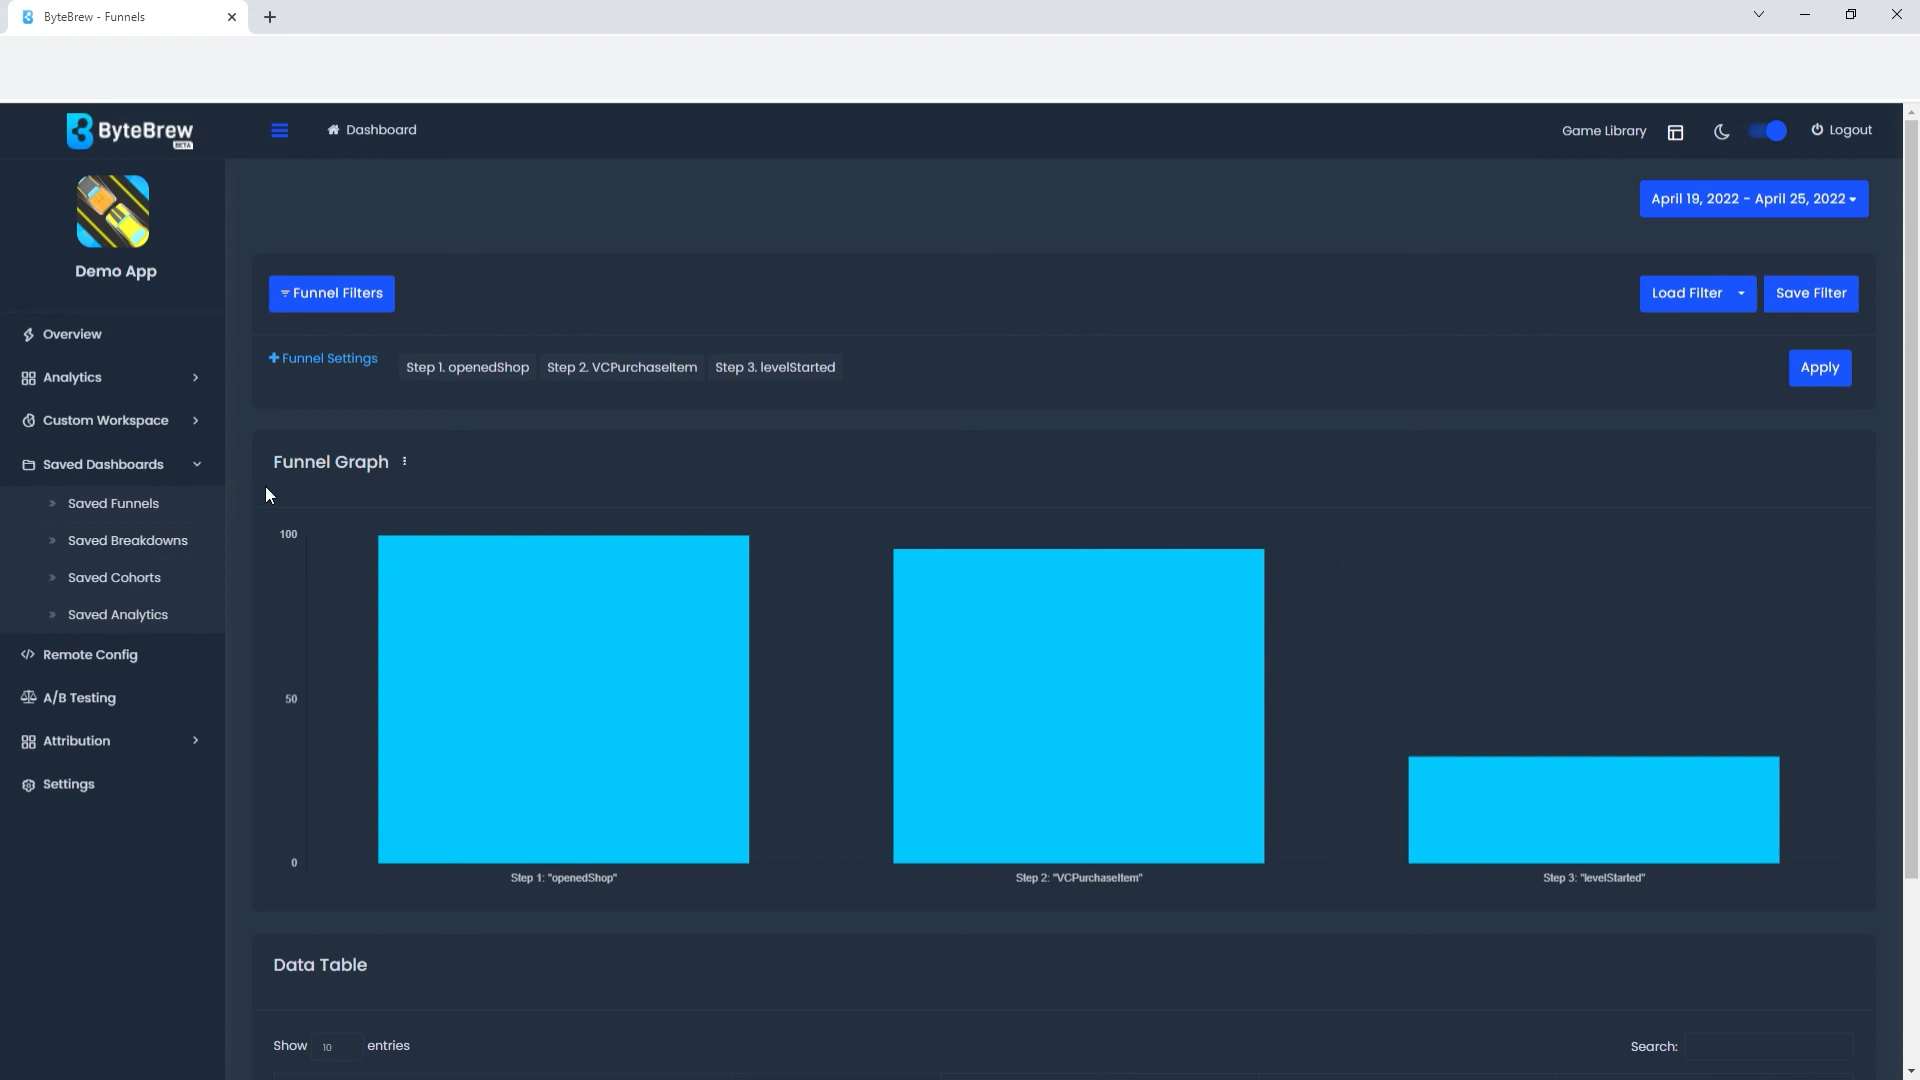 ByteBrew - Funnels
ByteBrew
BETA
Dashboard
Game Library
Logout
Demo App
April 19, 2022 - April 25, 2022
Overview
Analytics
Custom Workspace
Saved Dashboards
Saved Funnels
Saved Breakdowns
Saved Cohorts
Saved Analytics
Remote Config
A/B Testing
Attribution
Settings
Funnel Filters
Load Filter
Save Filter
Funnel Settings
Step 1. openedShop
Step 2. VCPurchaseItem
Step 3. levelStarted
Apply
Funnel Graph
100
50
0
Step 1: "openedShop"
Step 2: "VCPurchaseItem"
Step 3: "levelStarted"
Data Table
Show 10 entries
Search: